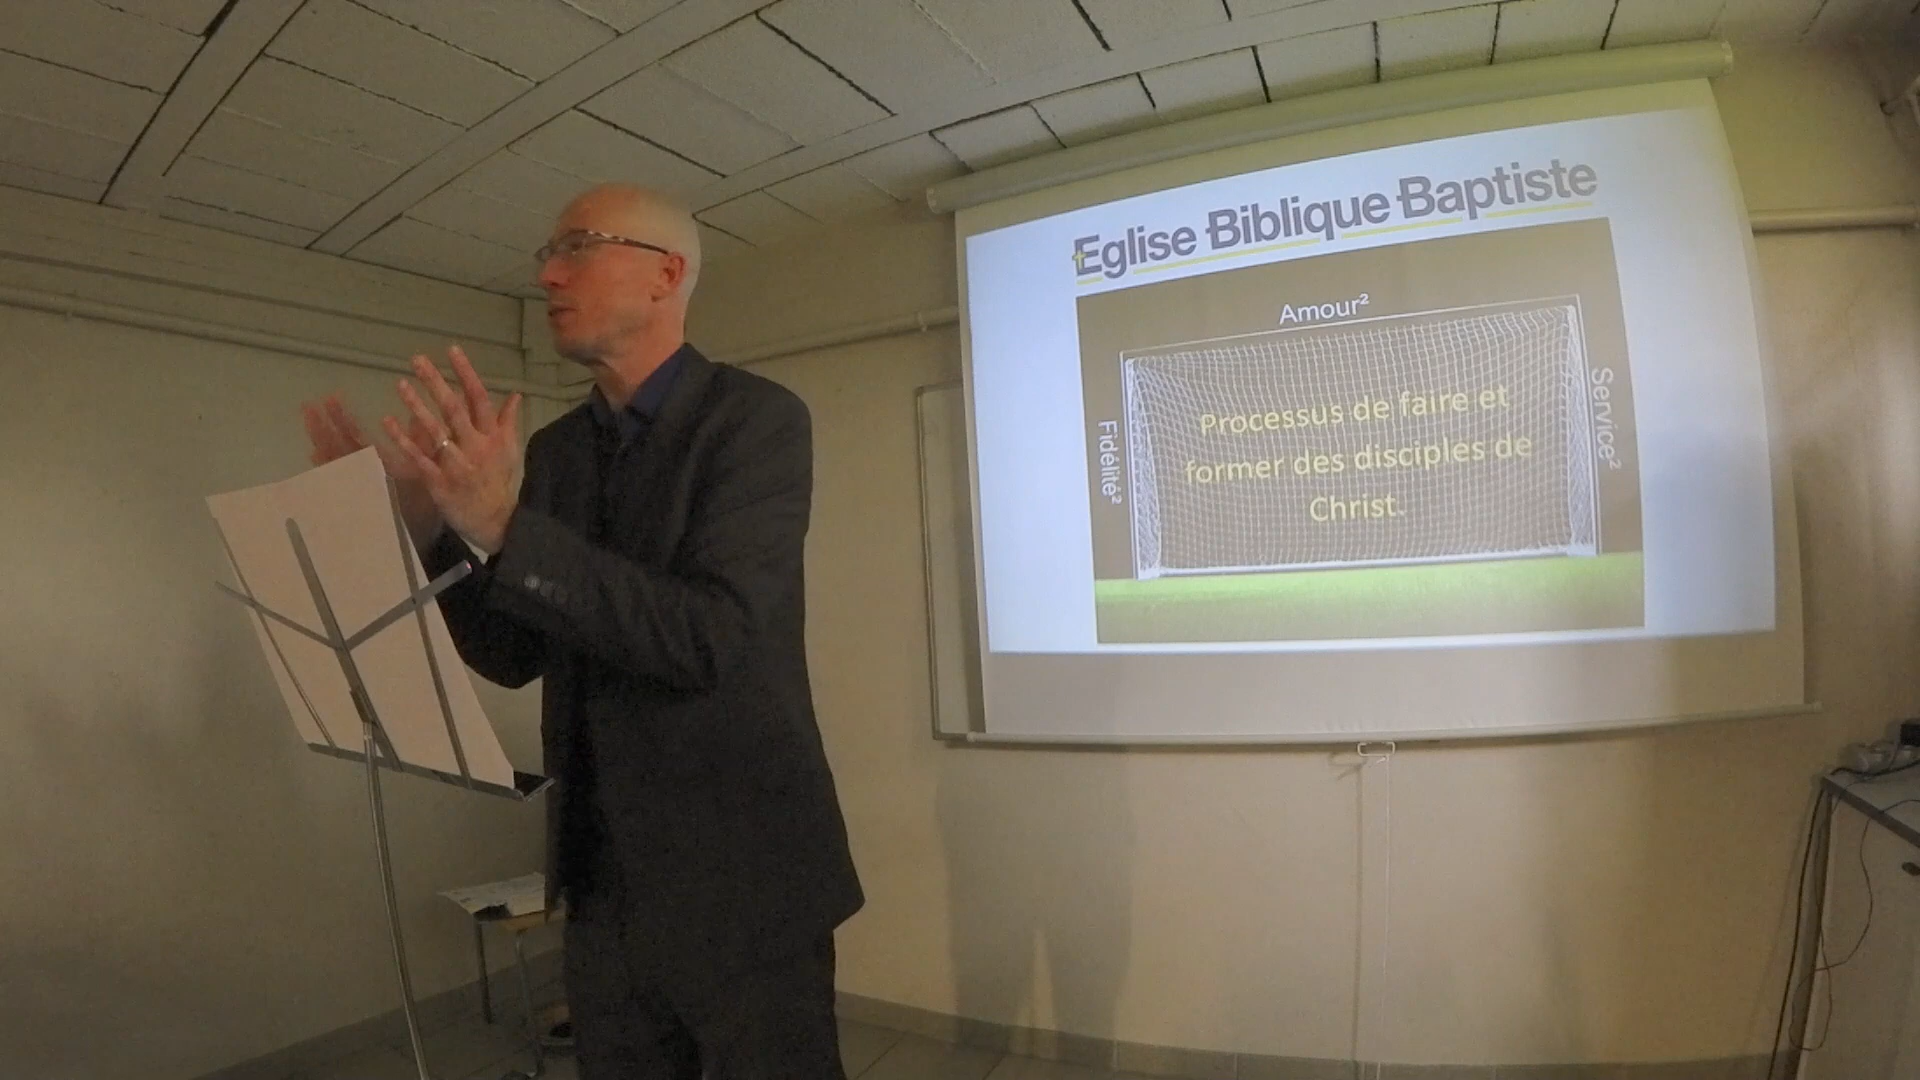 Eglise Biblique Baptiste
Amour²
Fidélité²
Service²
Processus de faire et
former des disciples de
Christ.